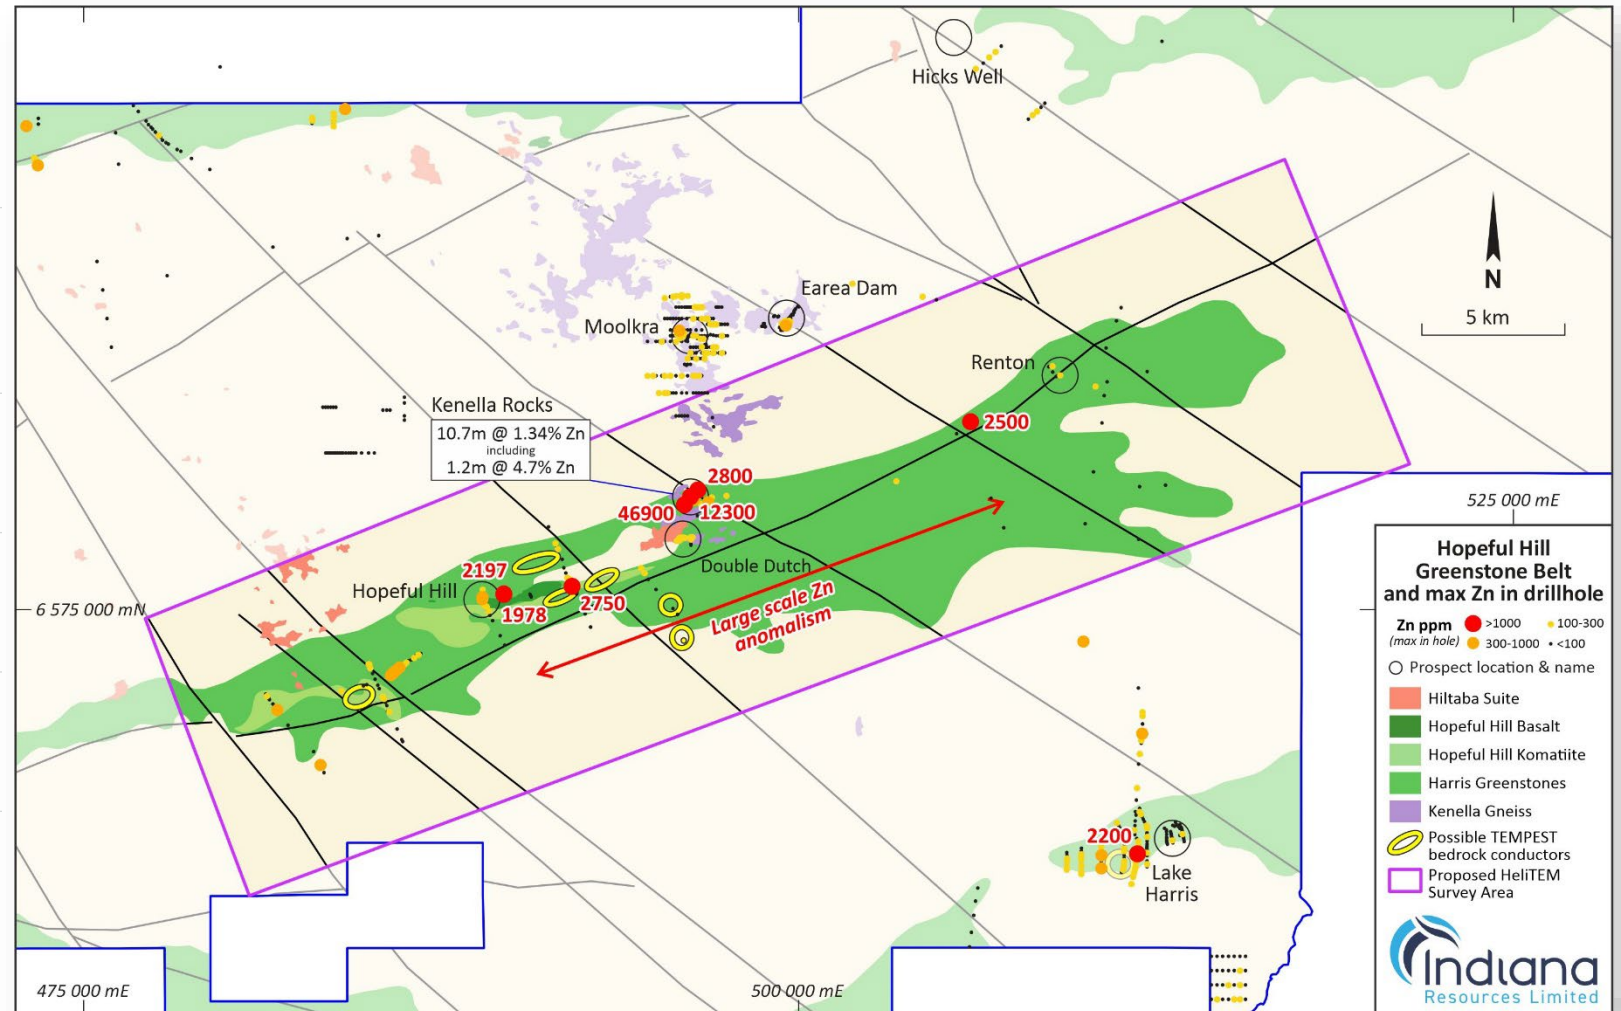 Hicks Well
Earea Dam
Moolkra
N
5 km
Renton
Kenella Rocks
10.7m @ 1.34% Zn
including
1.2m @ 4.7% Zn
2500
2800
46900
12300
525 000 mE
Double Dutch
2197
Hopeful Hill
1978
2750
Large scale Zn
anomalism
6 575 000 mN
2200
Lake
Harris
475 000 mE
500 000 mE
Hopeful Hill
Greenstone Belt
and max Zn in drillhole
Zn ppm
(max in hole)
>1000
100-300
300-1000
<100
Prospect location & name
Hiltaba Suite
Hopeful Hill Basalt
Hopeful Hill Komatiite
Harris Greenstones
Kenella Gneiss
Possible TEMPEST
bedrock conductors
Proposed HeliTEM
Survey Area
Indiana
Resources Limited